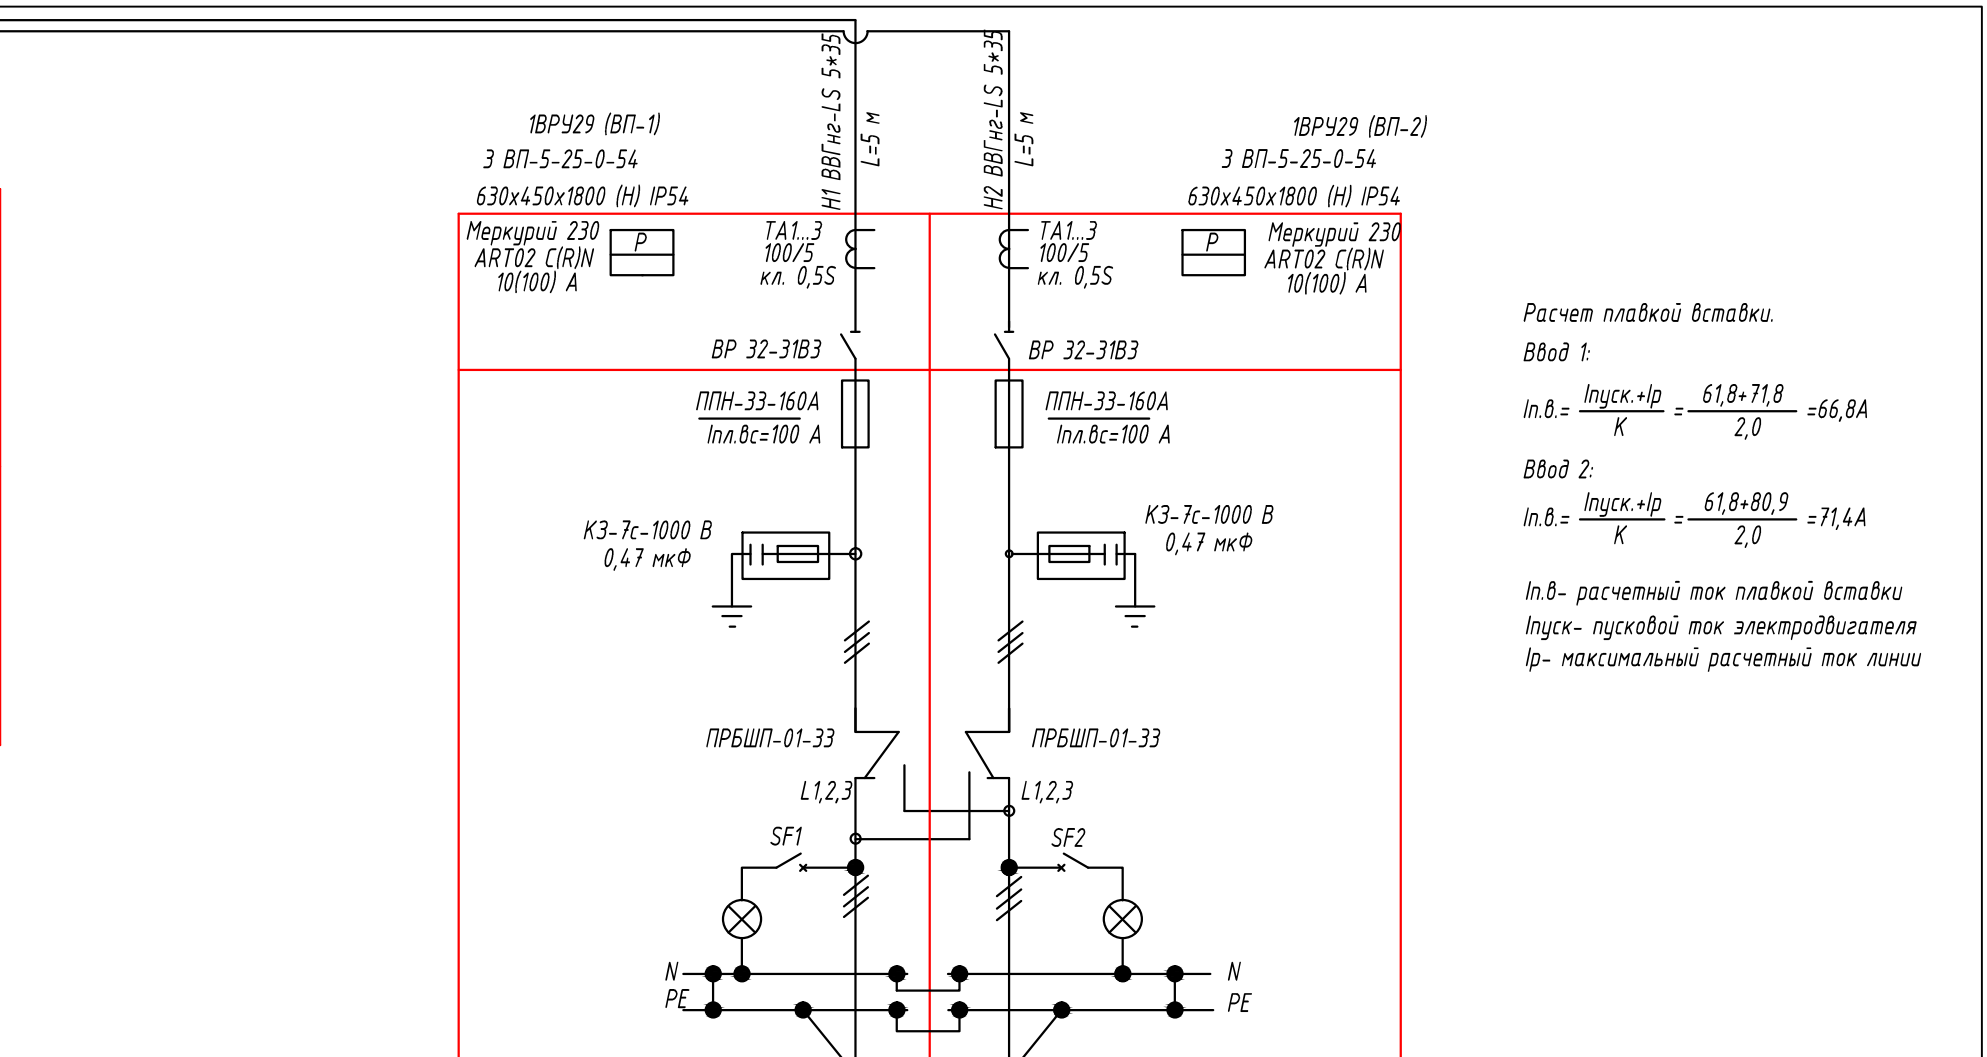 Н1 ВВГнг-LS 5*35
L=5 м
Н2 ВВГнг-LS 5*35
L=5 м
1ВРУ29 (ВП-1)
3 ВП-5-25-0-54
630х450х1800 (Н) IP54
1ВРУ29 (ВП-2)
3 ВП-5-25-0-54
630х450х1800 (Н) IP54
Меркурий 230
ART02 C(R)N
10(100) А
P
ТА1...3
100/5
кл. 0,5S
ТА1...3
100/5
кл. 0,5S
P
Меркурий 230
ART02 C(R)N
10(100) А
ВР 32-31В3
ВР 32-31В3
ППН-33-160А
Iпл.вс=100 А
ППН-33-160А
Iпл.вс=100 А
КЗ-7с-1000 В
0,47 мкФ
КЗ-7с-1000 В
0,47 мкФ
ПРБШП-01-33
ПРБШП-01-33
L1,2,3
L1,2,3
SF1
SF2
N
N
PE
PE
Расчет плавкой вставки.
Ввод 1:
Iп.в.= Iпуск.+Iр / К = 61,8+71,8 / 2,0 =66,8А
Ввод 2:
Iп.в.= Iпуск.+Iр / К = 61,8+80,9 / 2,0 =71,4А
Iп.в- расчетный ток плавкой вставки
Iпуск- пусковой ток электродвигателя
Iр- максимальный расчетный ток линии